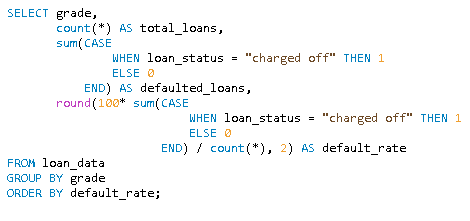 SELECT grade,
count(*) AS total_loans,
sum(CASE
WHEN loan_status = "charged off" THEN 1
ELSE 0
END) AS defaulted_loans,
round(100* sum(CASE
WHEN loan_status = "charged off" THEN 1
ELSE 0
END) / count(*), 2) AS default_rate
FROM loan_data
GROUP BY grade
ORDER BY default_rate;